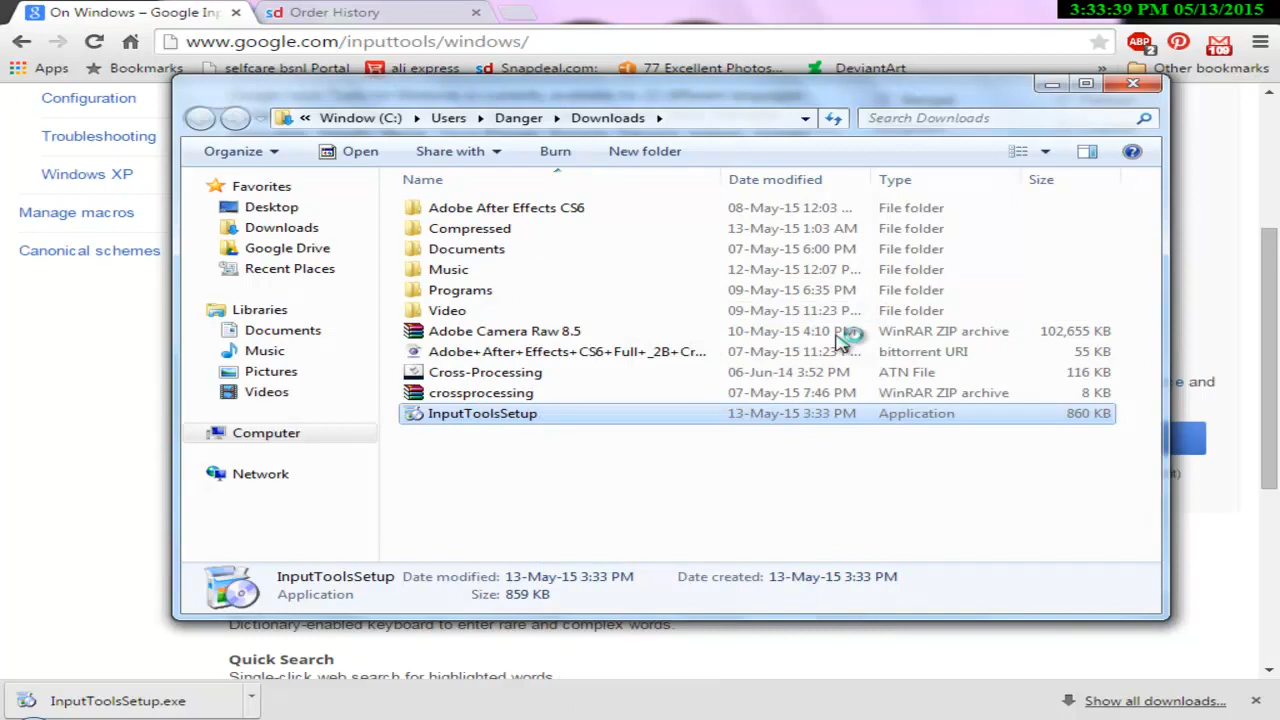 3:33:39 PM 05/13/2015
On Windows – Google Inp
Order History
www.google.com/inputtools/windows/
ABP 2
109
Apps
Bookmarks
selfcare bsnl Portal
ali express
Snapdeal.com:
77 Excellent Photos...
DeviantArt
»
Other bookmarks
Configuration
Troubleshooting
Windows XP
Manage macros
Canonical schemes
« Window (C:) Users Danger Downloads
Search Downloads
Organize Open Share with Burn New folder
Name Date modified Type Size
Favorites
Desktop
Downloads
Google Drive
Recent Places
Libraries
Documents
Music
Pictures
Videos
Computer
Network
Adobe After Effects CS6 08-May-15 12:03 ... File folder
Compressed 13-May-15 1:03 AM File folder
Documents 07-May-15 6:00 PM File folder
Music 12-May-15 12:07 P... File folder
Programs 09-May-15 6:35 PM File folder
Video 09-May-15 11:23 P... File folder
Adobe Camera Raw 8.5 10-May-15 4:10 PM WinRAR ZIP archive 102,655 KB
Adobe+After+Effects+CS6+Full+_2B+Cr... 07-May-15 11:23 ... bittorrent URI 55 KB
Cross-Processing 06-Jun-14 3:52 PM ATN File 116 KB
crossprocessing 07-May-15 7:46 PM WinRAR ZIP archive 8 KB
InputToolsSetup 13-May-15 3:33 PM Application 860 KB
and
InputToolsSetup Date modified: 13-May-15 3:33 PM Date created: 13-May-15 3:33 PM
Application Size: 859 KB
Dictionary-enabled keyboard to enter rare and complex words.
Quick Search
Single-click web search for highlighted words
InputToolsSetup.exe
Show all downloads...